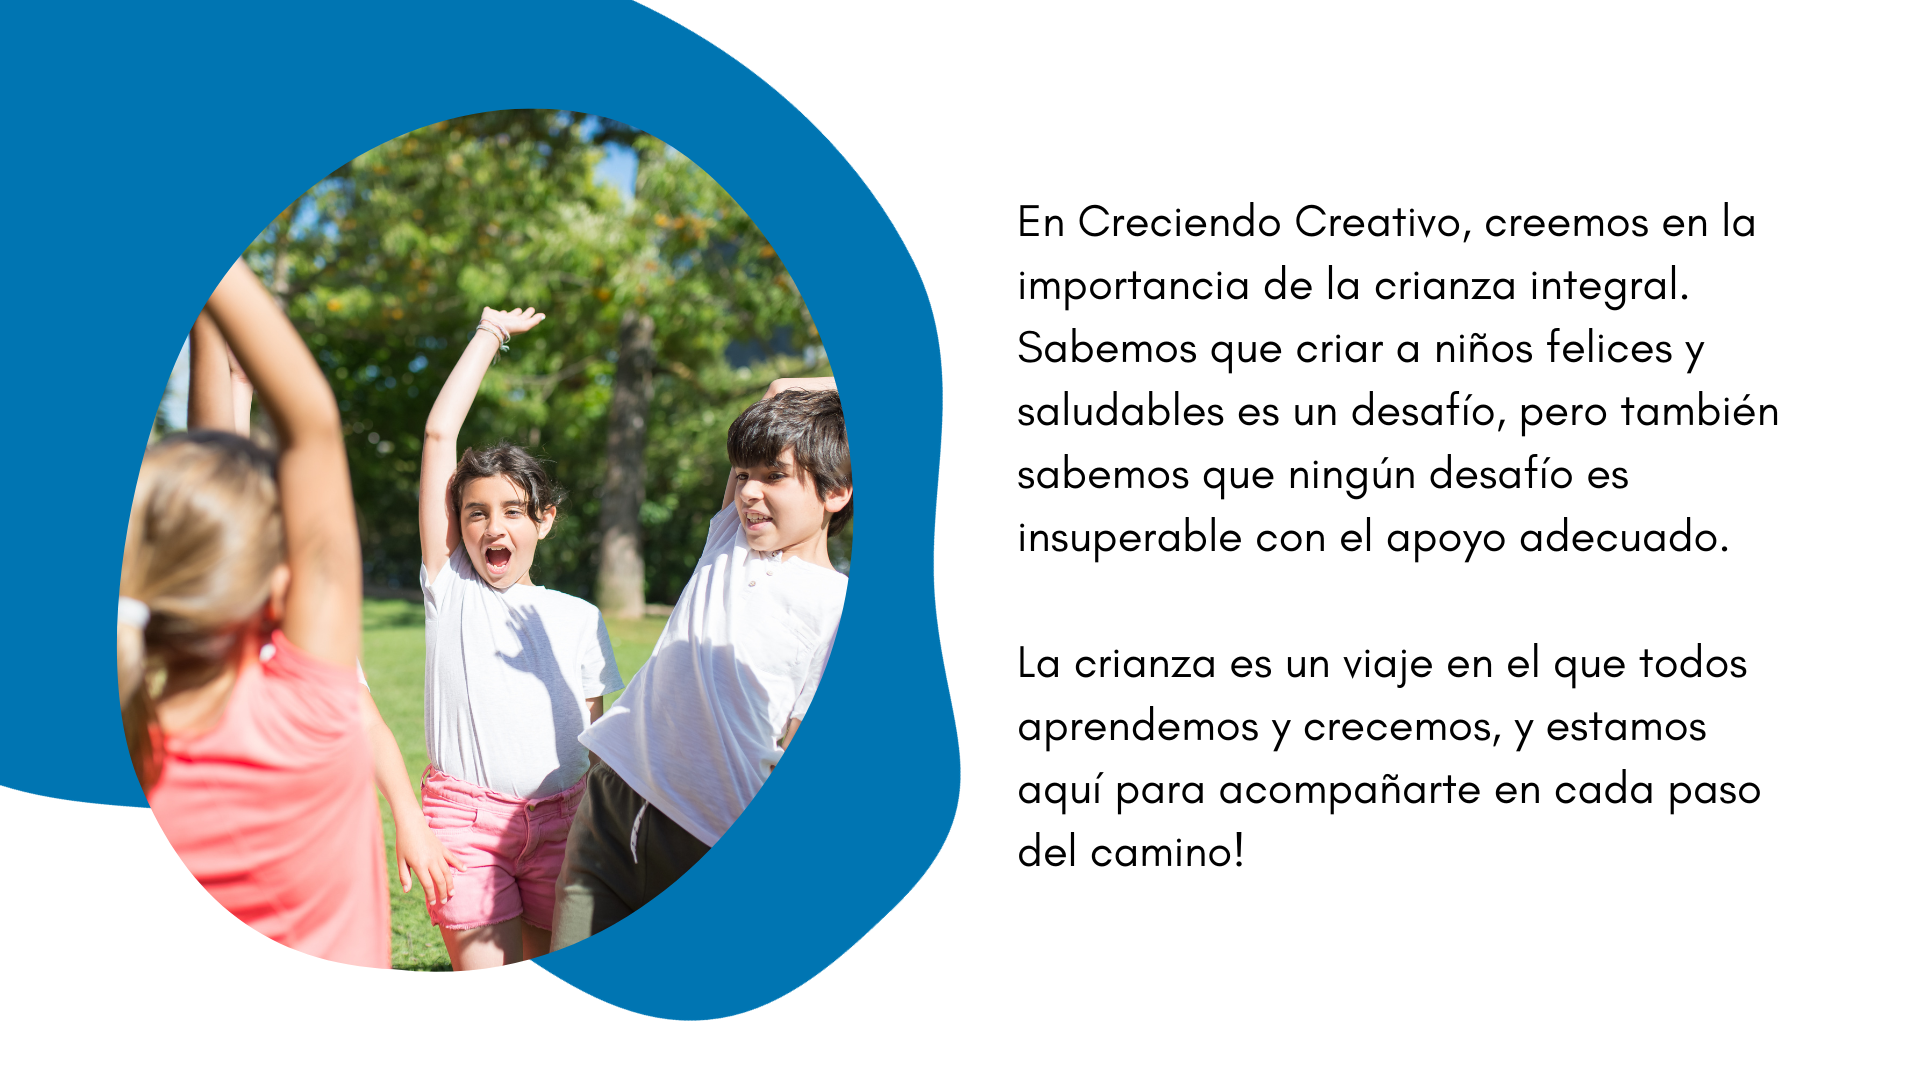 En Creciendo Creativo, creemos en la
importancia de la crianza integral.
Sabemos que criar a niños felices y
saludables es un desafío, pero también
sabemos que ningún desafío es
insuperable con el apoyo adecuado.
La crianza es un viaje en el que todos
aprendemos y crecemos, y estamos
aquí para acompañarte en cada paso
del camino!